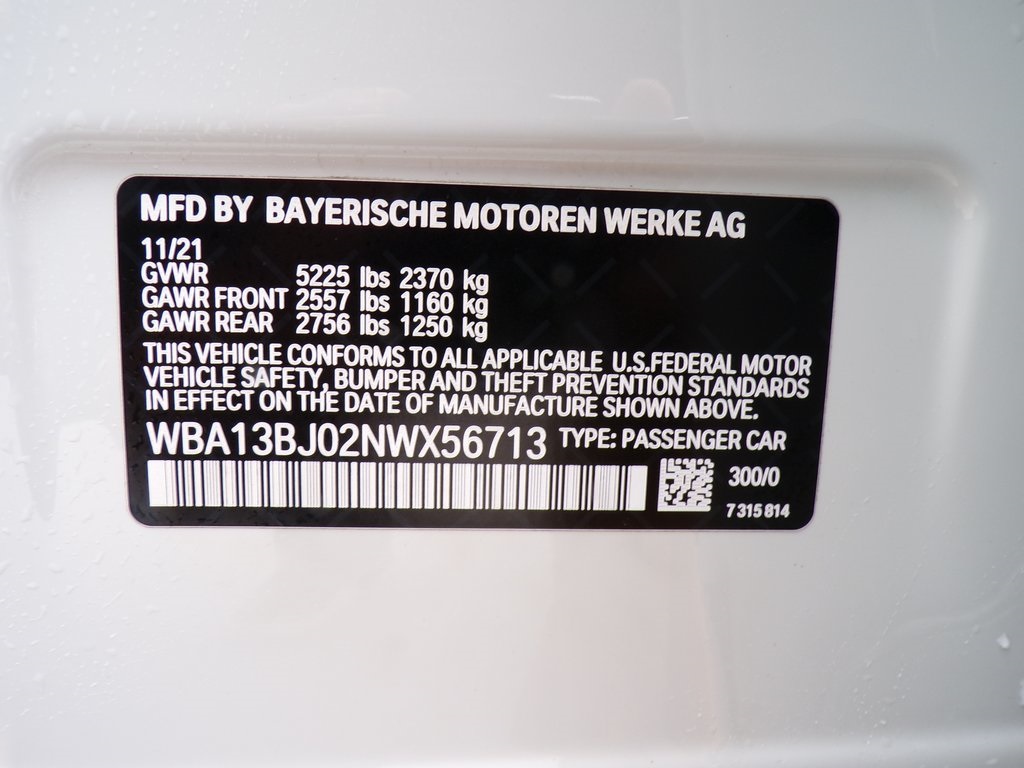 MFD BY BAYERISCHE MOTOREN WERKE AG
11/21
GVWR 5225 lbs 2370 kg
GAWR FRONT 2557 lbs 1160 kg
GAWR REAR 2756 lbs 1250 kg
THIS VEHICLE CONFORMS TO ALL APPLICABLE U.S.FEDERAL MOTOR
VEHICLE SAFETY, BUMPER AND THEFT PREVENTION STANDARDS
IN EFFECT ON THE DATE OF MANUFACTURE SHOWN ABOVE.
WBA13BJ02NWX56713 TYPE: PASSENGER CAR
300/0
7 315 814